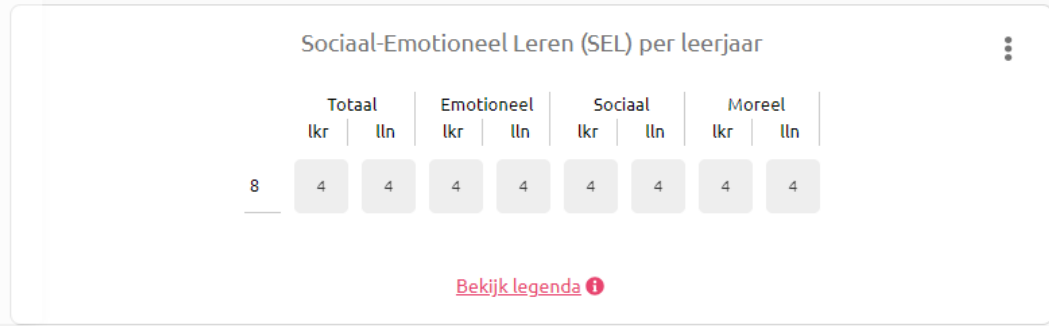 Sociaal-Emotioneel Leren (SEL) per leerjaar
Totaal Emotioneel Sociaal Moreel
lkr lln lkr lln lkr lln lkr lln
8 4 4 4 4 4 4 4 4
Bekijk legenda